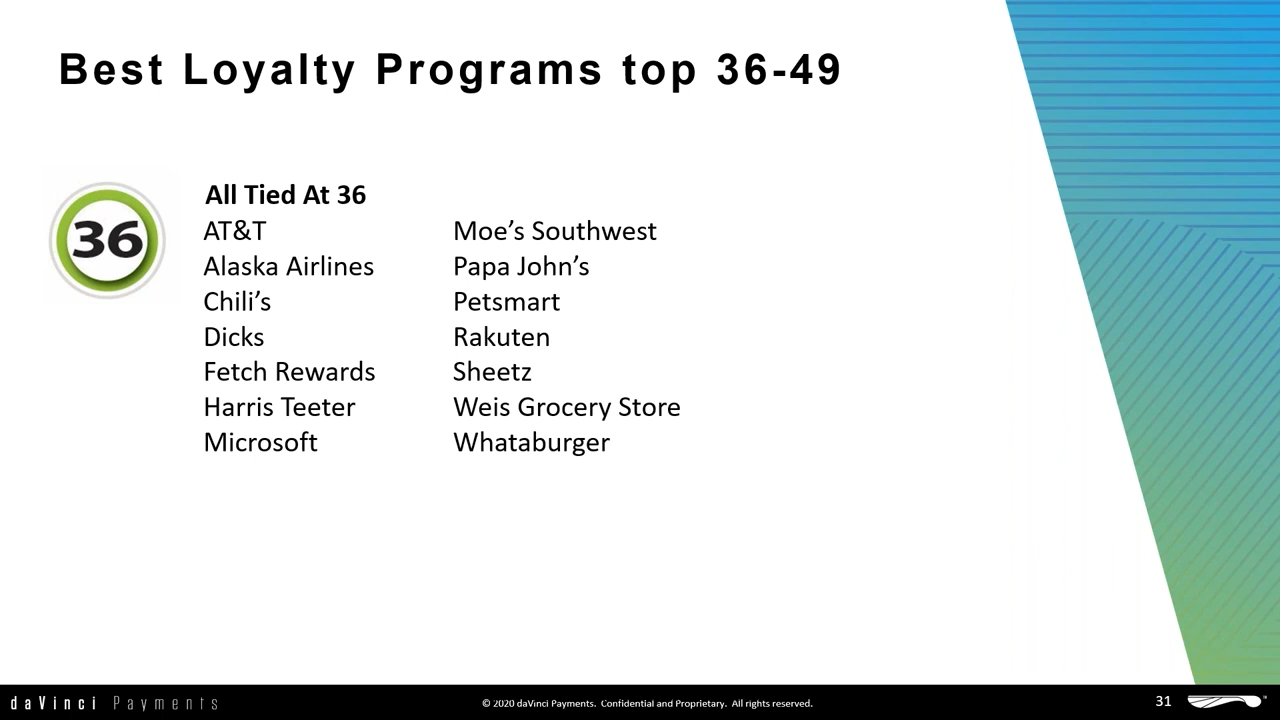 Best Loyalty Programs top 36-49
36
All Tied At 36
AT&T
Alaska Airlines
Chili’s
Dicks
Fetch Rewards
Harris Teeter
Microsoft
Moe’s Southwest
Papa John’s
Petsmart
Rakuten
Sheetz
Weis Grocery Store
Whataburger
daVinci Payments
© 2020 daVinci Payments. Confidential and Proprietary. All rights reserved.
31